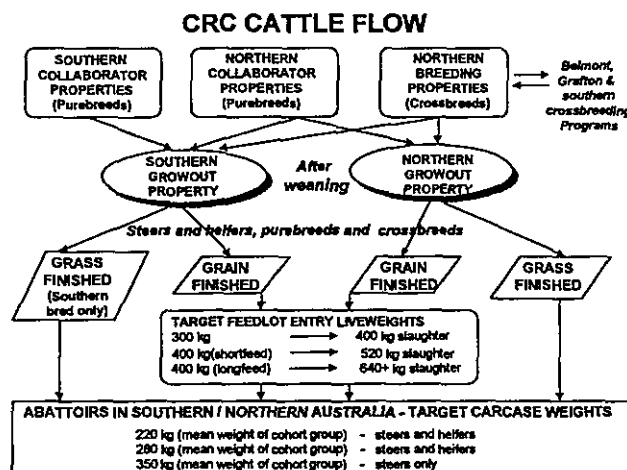 CRC CATTLE FLOW
SOUTHERN
COLLABORATOR
PROPERTIES
(Purebreeds)
NORTHERN
COLLABORATOR
PROPERTIES
(Purebreeds)
NORTHERN
BREEDING
PROPERTIES
(Crossbreeds)
Belmont,
Grafton &
southern
crossbreeding
Programs
SOUTHERN
GROWOUT
PROPERTY
After
weaning
NORTHERN
GROWOUT
PROPERTY
Steers and heifers, purebreeds and crossbreeds
GRASS
FINISHED
(Southern
bred only)
GRAIN
FINISHED
GRAIN
FINISHED
GRASS
FINISHED
TARGET FEEDLOT ENTRY LIVEWEIGHTS
300 kg 400 kg slaughter
400 kg(shortfeed) 520 kg slaughter
400 kg (longfeed) 640+ kg slaughter
ABATTOIRS IN SOUTHERN / NORTHERN AUSTRALIA - TARGET CARCASE WEIGHTS
220 kg (mean weight of cohort group) - steers and heifers
280 kg (mean weight of cohort group) - steers and heifers
350 kg (mean weight of cohort group) - steers only